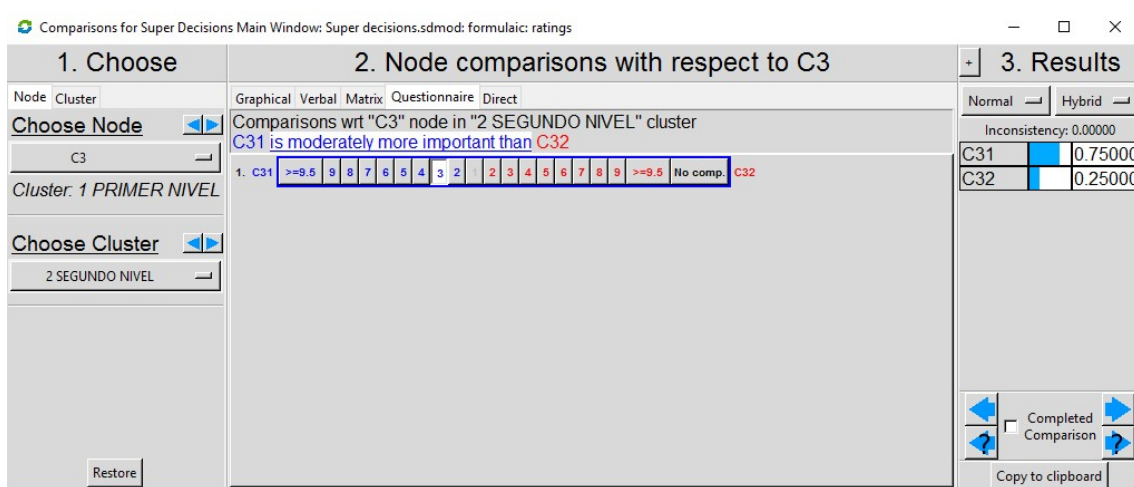 Comparisons for Super Decisions Main Window: Super decisions.sdmod: formulaic: ratings
1. Choose
Node Cluster
Choose Node
C3
Cluster: 1 PRIMER NIVEL
Choose Cluster
2 SEGUNDO NIVEL
Restore
2. Node comparisons with respect to C3
Graphical Verbal Matrix Questionnaire Direct
Comparisons wrt "C3" node in "2 SEGUNDO NIVEL" cluster
C31 is moderately more important than C32
1. C31 >=9.5 9 8 7 6 5 4 3 2 1 2 3 4 5 6 7 8 9 >=9.5 No comp. C32
+ 3. Results
Normal Hybrid
Inconsistency: 0.00000
C31 0.75000
C32 0.25000
Completed
Comparison
? ?
Copy to clipboard